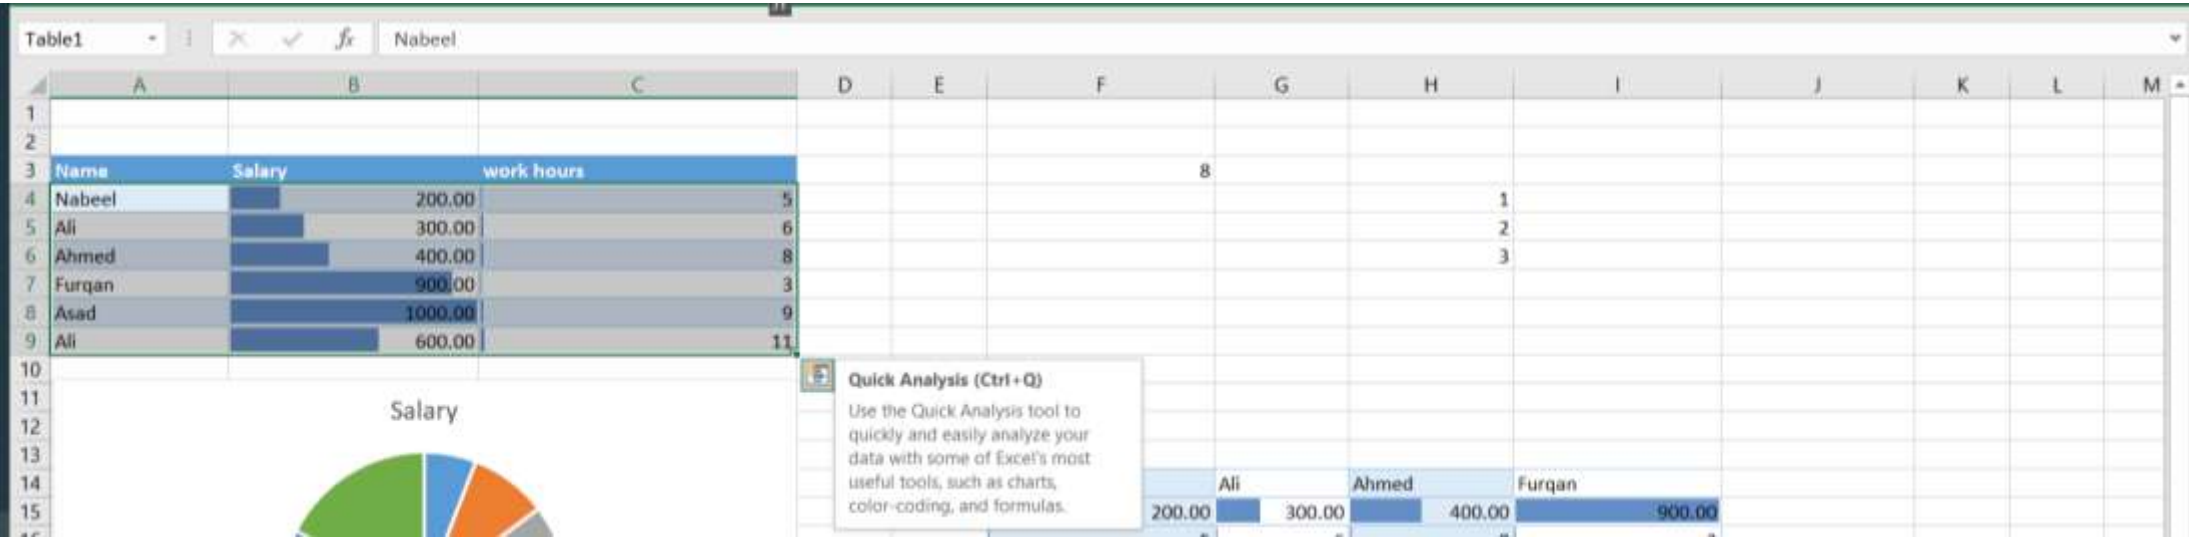 Table1 fx Nabeel
A B C D E F G H I J K L M
1
2
3 Name Salary work hours 8
4 Nabeel 200.00 5 1
5 Ali 300.00 6 2
6 Ahmed 400.00 8 3
7 Furqan 900.00 3
8 Asad 1000.00 9
9 Ali 600.00 11
10
Quick Analysis (Ctrl+Q)
11
Salary
Use the Quick Analysis tool to
12
quickly and easily analyze your
13
data with some of Excel's most
14 useful tools, such as charts, Ali Ahmed Furqan
15 color-coding, and formulas. 200.00 300.00 400.00 900.00